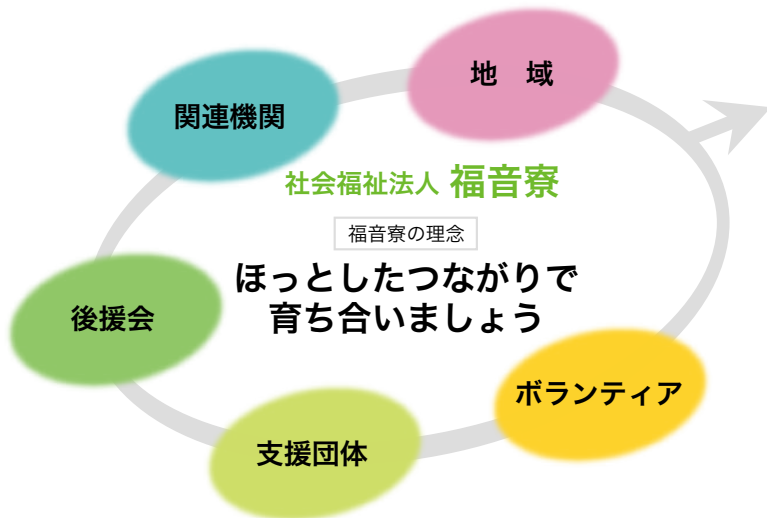 地　域
関連機関
社会福祉法人 福音寮
福音寮の理念
ほっとしたつながりで
育ち合いましょう
後援会
ボランティア
支援団体